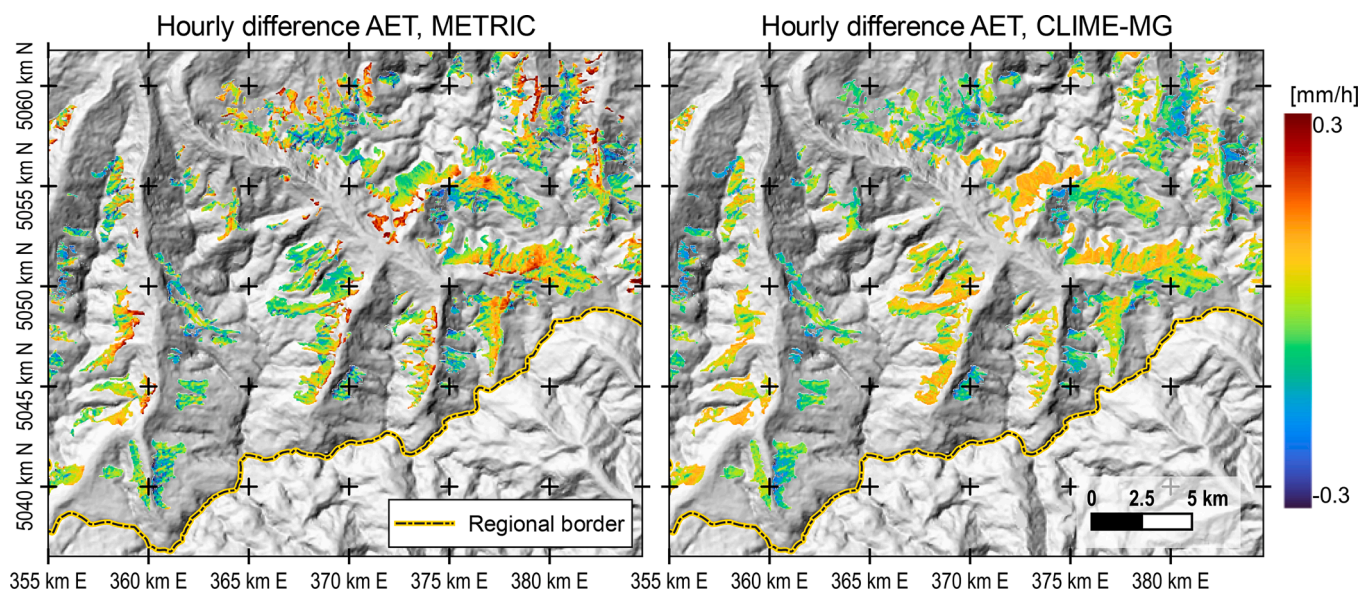 Hourly difference AET, METRIC
Hourly difference AET, CLIME-MG
[mm/h]
0.3
-0.3
5060 km N
5055 km N
5050 km N
5045 km N
5040 km N
Regional border
0 2.5 5 km
355 km E 360 km E 365 km E 370 km E 375 km E 380 km E
355 km E 360 km E 365 km E 370 km E 375 km E 380 km E